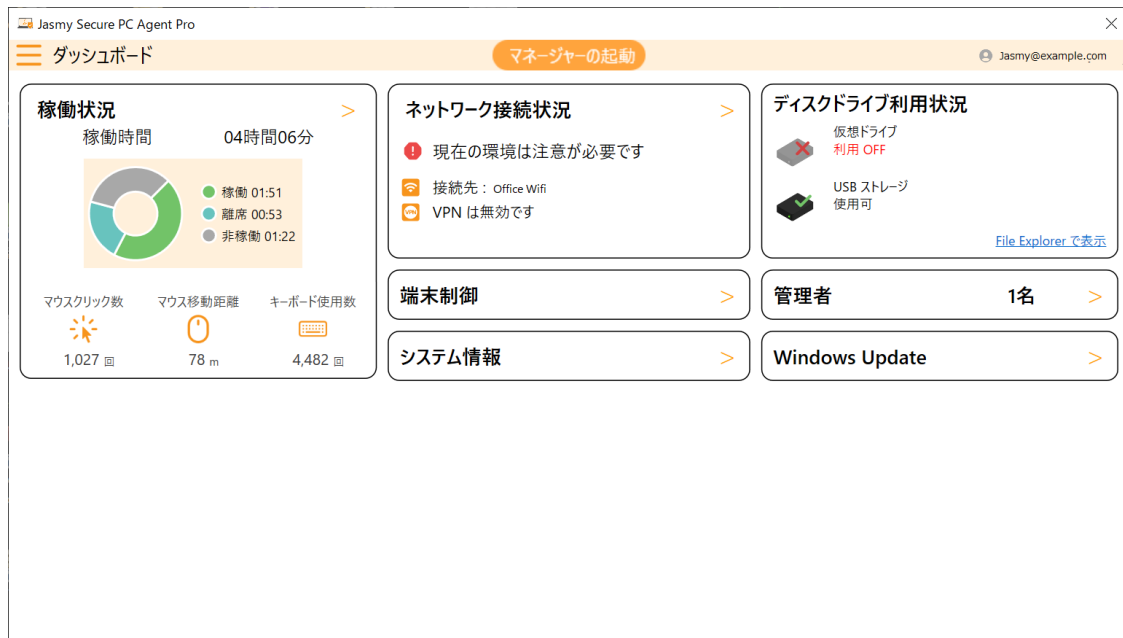 Jasmy Secure PC Agent Pro
ダッシュボード
マネージャーの起動
Jasmy@example.com
稼働状況 >
稼働時間 04時間06分
稼働 01:51
離席 00:53
非稼働 01:22
マウスクリック数 マウス移動距離 キーボード使用数
1,027 回 78 m 4,482 回
ネットワーク接続状況 >
現在の環境は注意が必要です
接続先 : Office Wifi
VPN
VPN は無効です
ディスクドライブ利用状況
仮想ドライブ
利用 OFF
USB ストレージ
使用可
File Explorer で表示
端末制御 >
管理者 1名 >
システム情報 >
Windows Update >